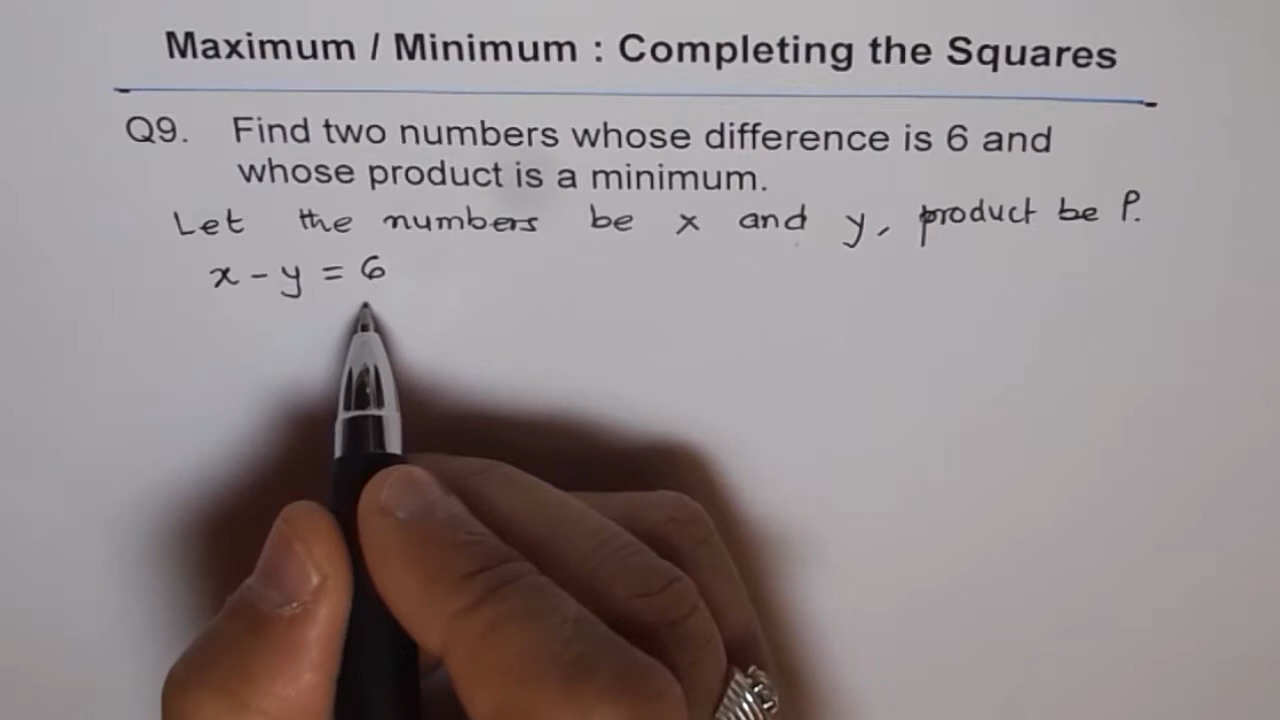 Maximum / Minimum : Completing the Squares
Q9. Find two numbers whose difference is 6 and
whose product is a minimum.
Let the numbers be x and y, product be P.
x - y = 6